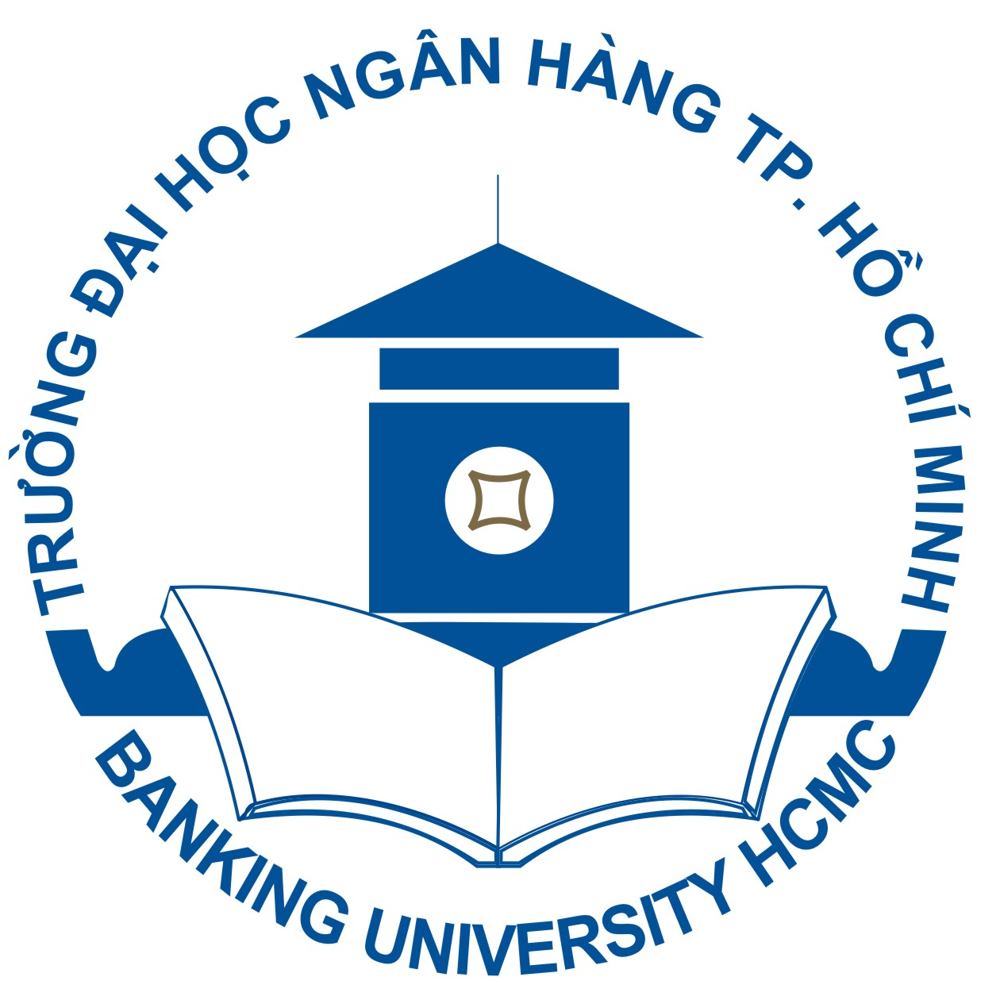 TRƯỜNG ĐẠI HỌC NGÂN HÀNG TP. HỒ CHÍ MINH
BANKING UNIVERSITY HCMC